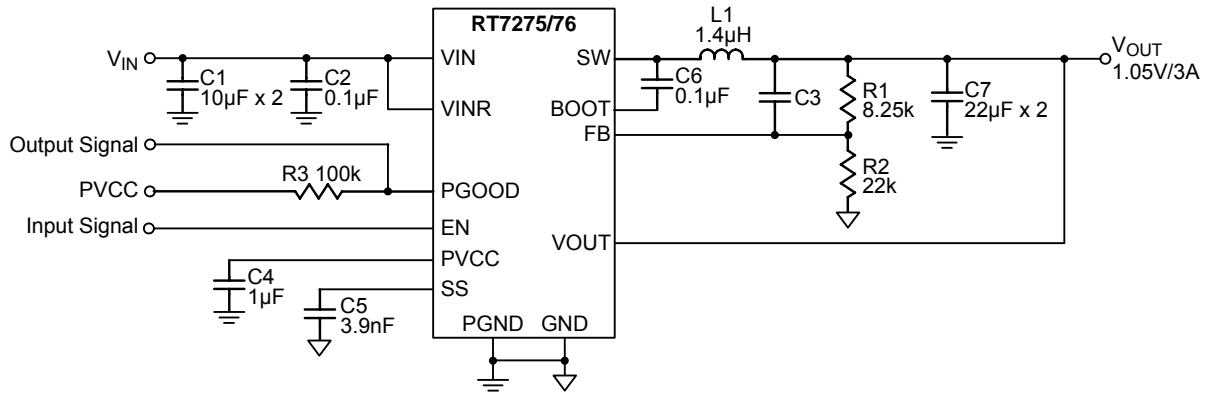 RT7275/76
VIN
C1
10µF x 2
C2
0.1µF
VIN
VINR
Output Signal
PVCC
R3 100k
PGOOD
Input Signal
EN
PVCC
C4
1µF
SS
C5
3.9nF
PGND
GND
SW
BOOT
FB
VOUT
C6
0.1µF
L1
1.4µH
C3
R1
8.25k
R2
22k
C7
22µF x 2
VOUT
1.05V/3A